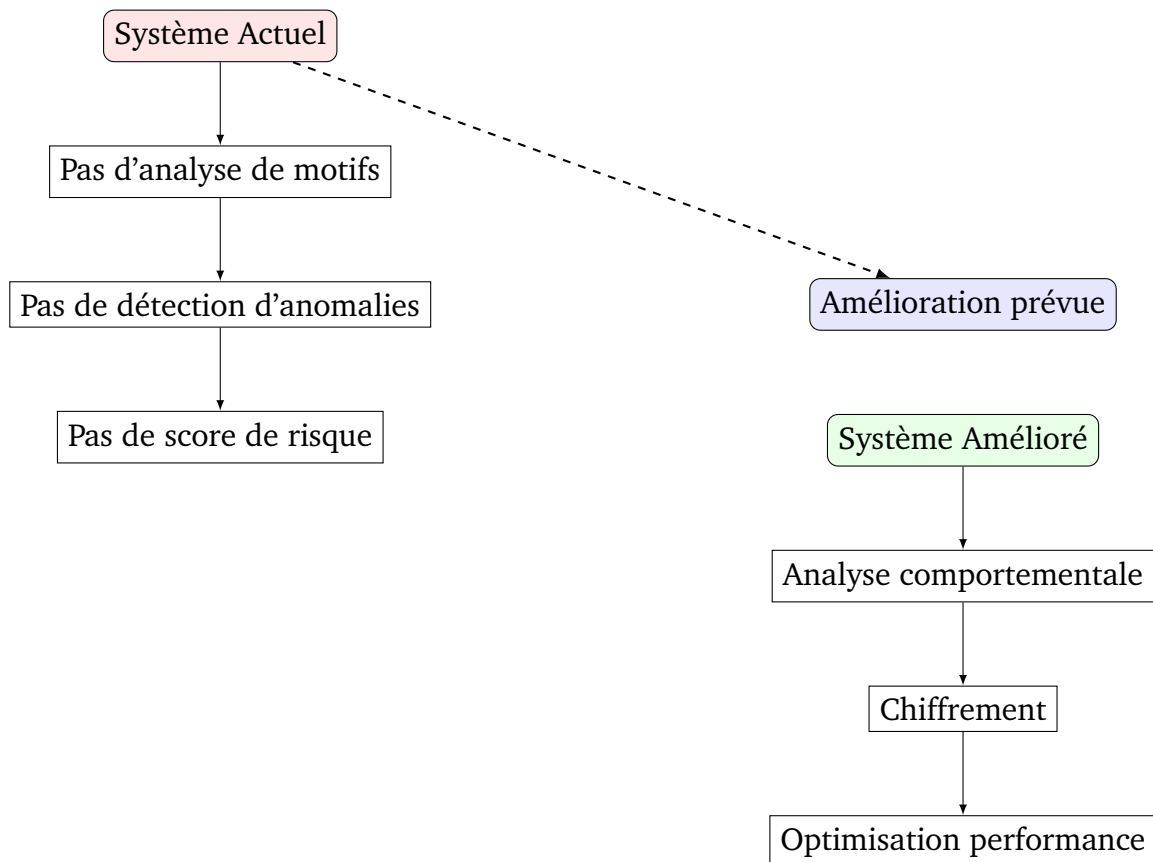 Système Actuel
Pas d’analyse de motifs
Pas de détection d’anomalies
Pas de score de risque
Amélioration prévue
Système Amélioré
Analyse comportementale
Chiffrement
Optimisation performance